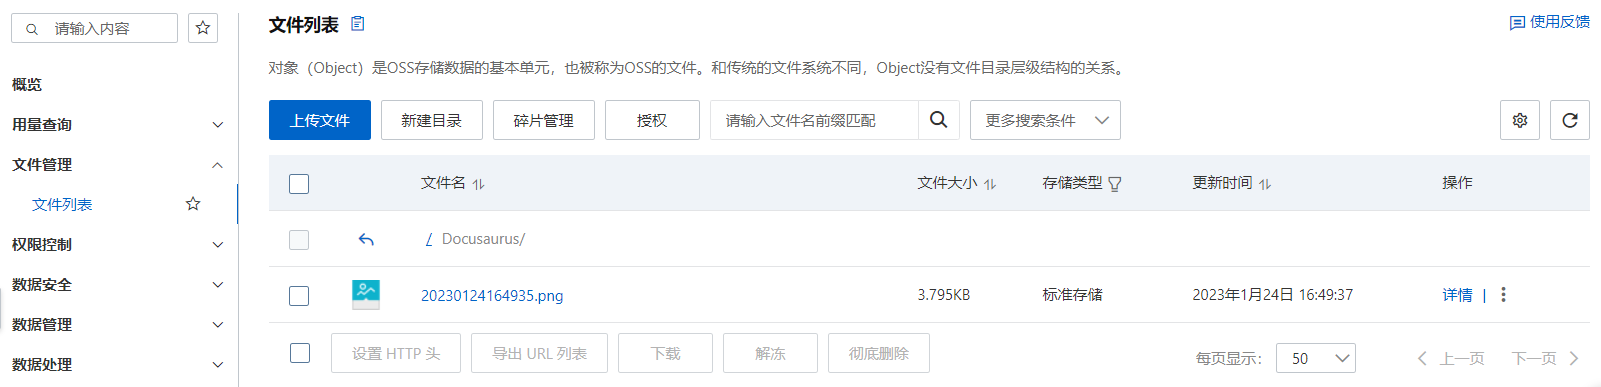 请输入内容
概览
用量查询
文件管理
文件列表
权限控制
数据安全
数据管理
数据处理
文件列表
使用反馈
对象（Object）是OSS存储数据的基本单元，也被称为OSS的文件。和传统的文件系统不同，Object没有文件目录层级结构的关系。
上传文件 新建目录 碎片管理 授权 请输入文件名前缀匹配 更多搜索条件
文件名 文件大小 存储类型 更新时间 操作
/ Docusaurus/
20230124164935.png 3.795KB 标准存储 2023年1月24日 16:49:37 详情 |
设置 HTTP 头 导出 URL 列表 下载 解冻 彻底删除 每页显示： 50 上一页 下一页